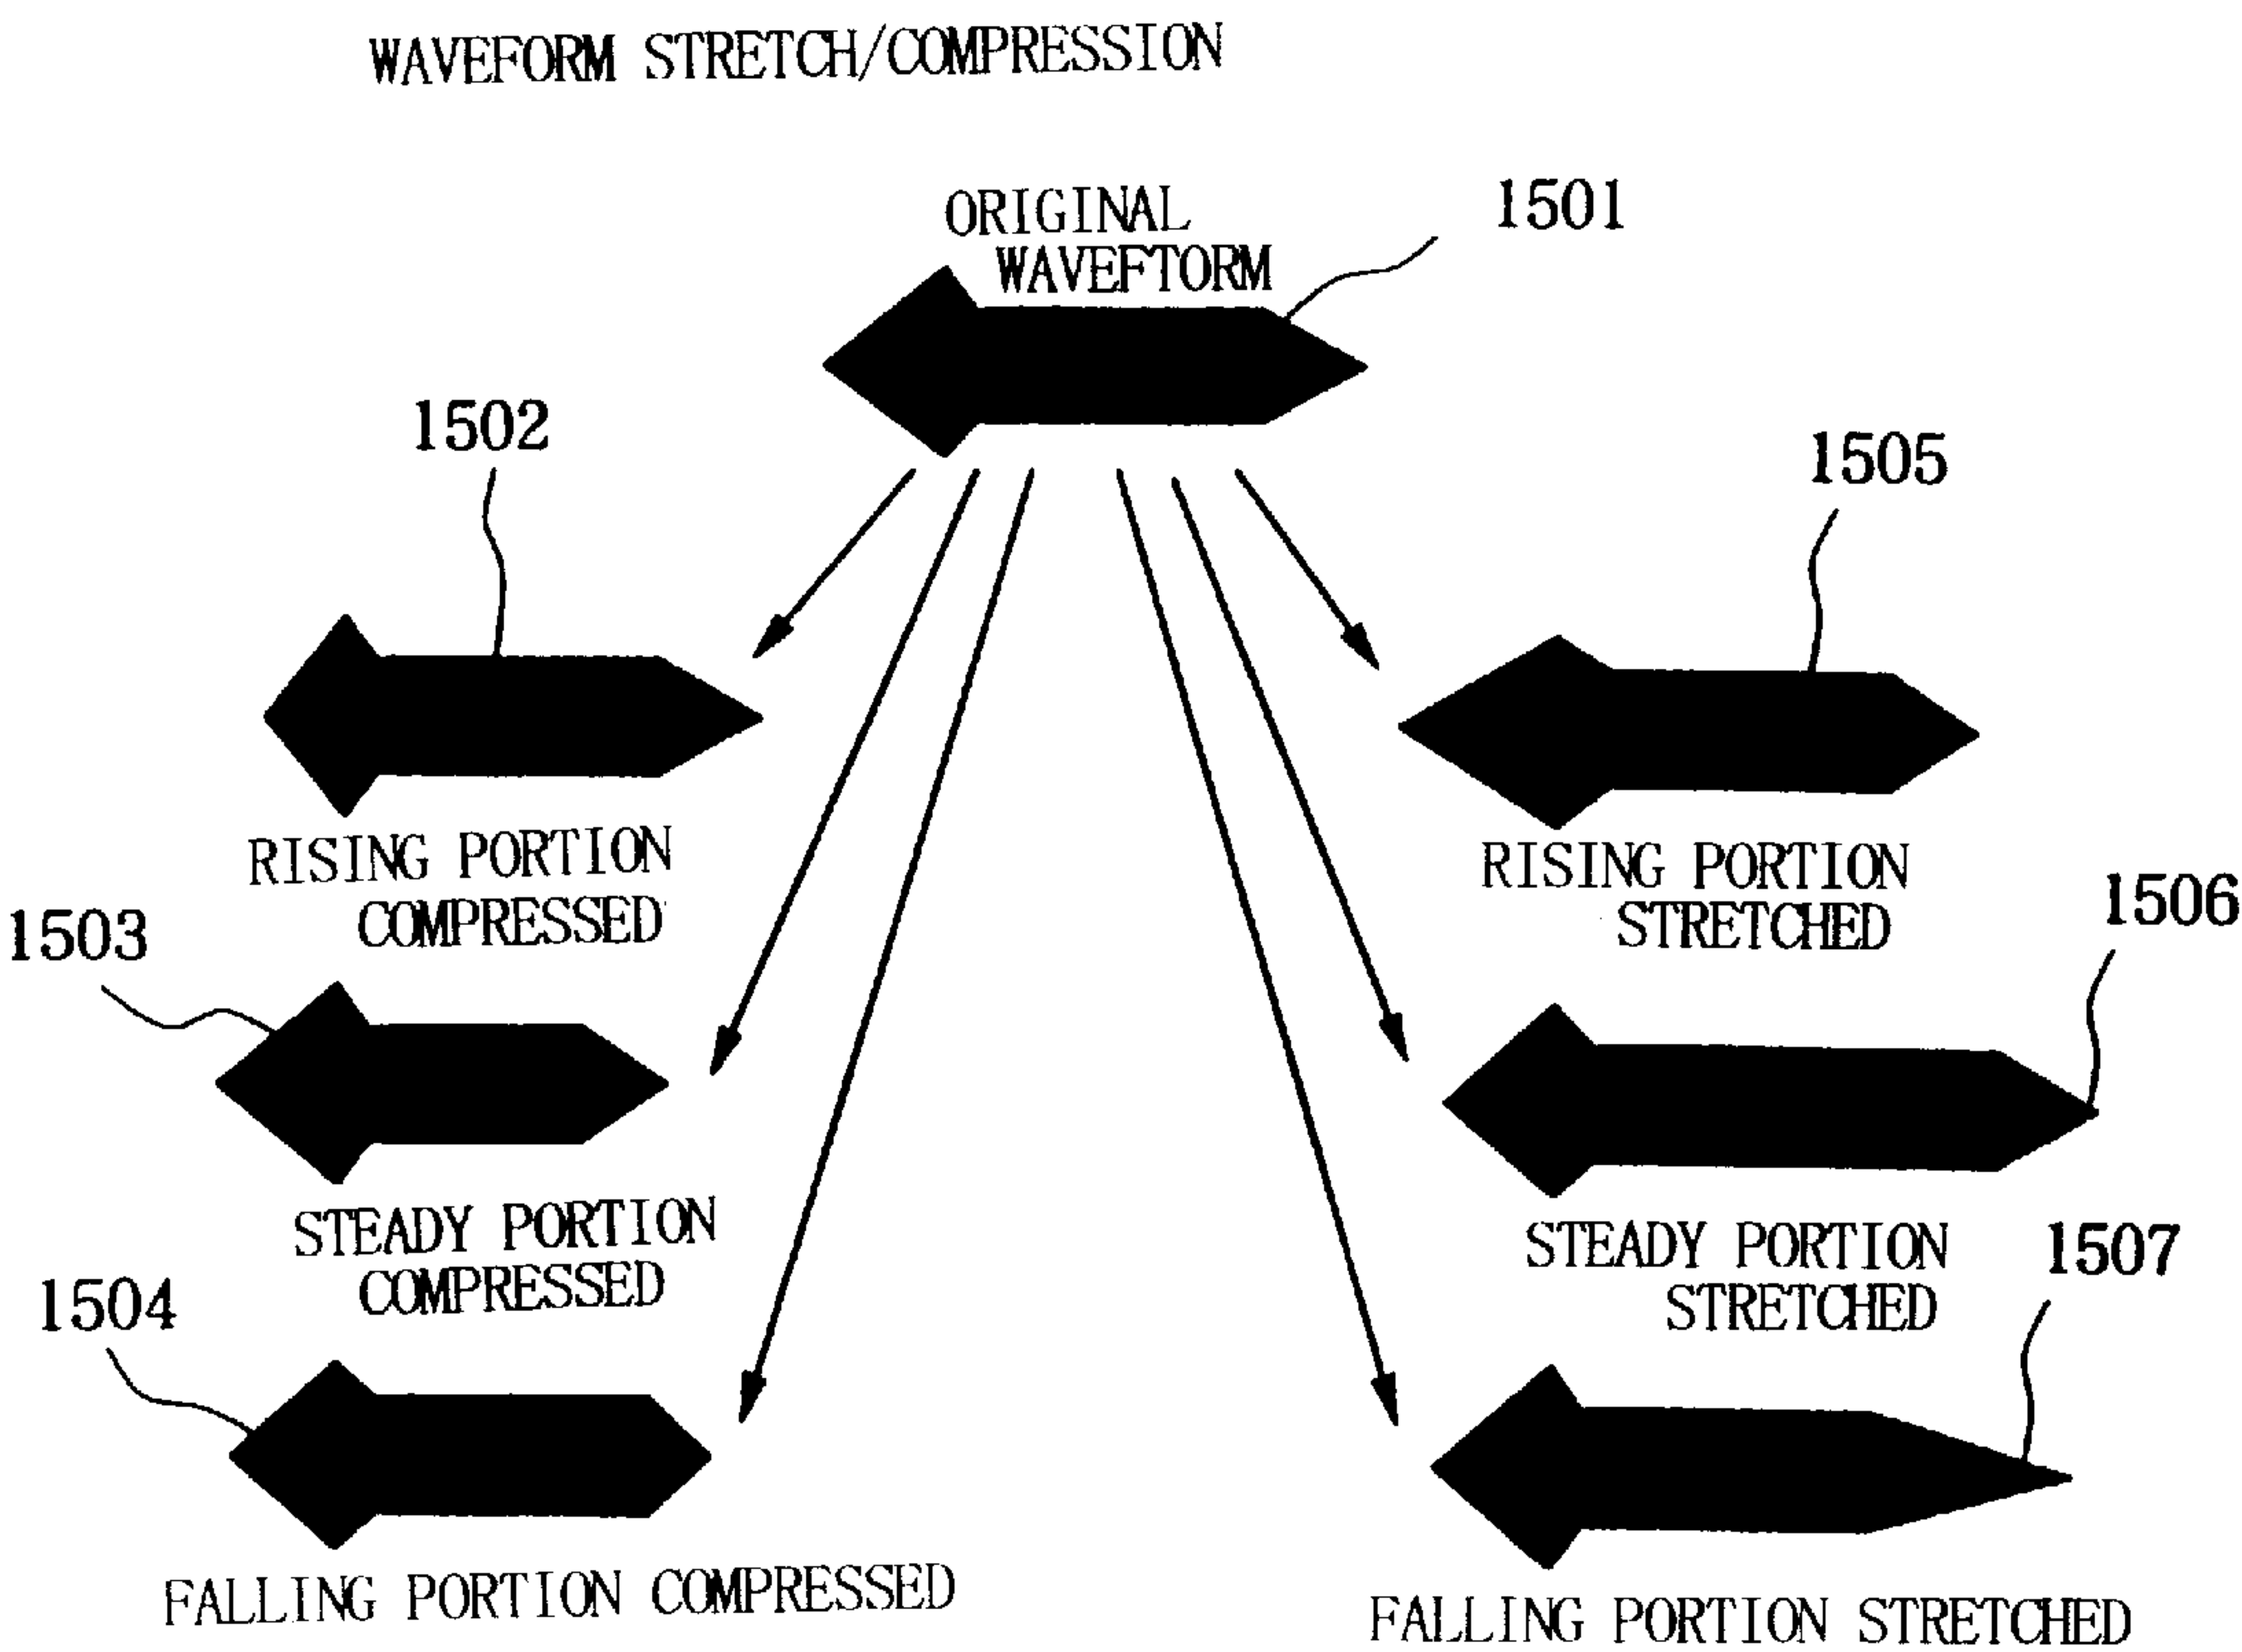 WAVEFORM STRETCH/COMPRESSION
ORIGINAL
WAVEFTORM
1501
1502
1505
RISING PORTION
COMPRESSED
RISING PORTION
STRETCHED
1503
1506
STEADY PORTION
COMPRESSED
STEADY PORTION
STRETCHED
1504
1507
FALLING PORTION COMPRESSED
FALLING PORTION STRETCHED